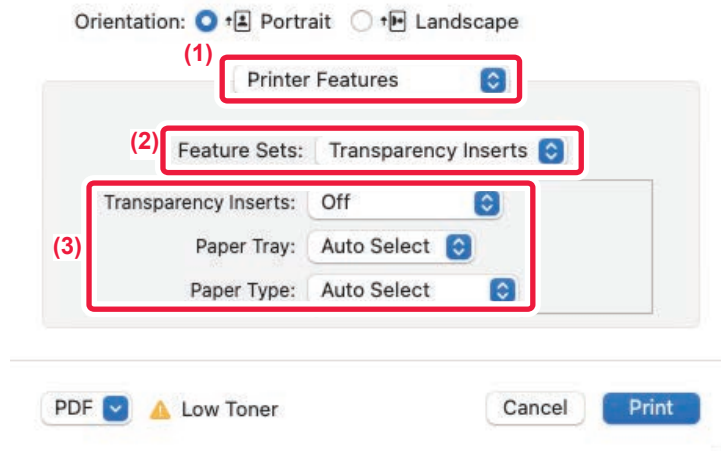 Orientation: Portrait Landscape
(1)
Printer Features
(2)
Feature Sets: Transparency Inserts
Transparency Inserts: Off
(3)
Paper Tray: Auto Select
Paper Type: Auto Select
PDF Low Toner Cancel Print